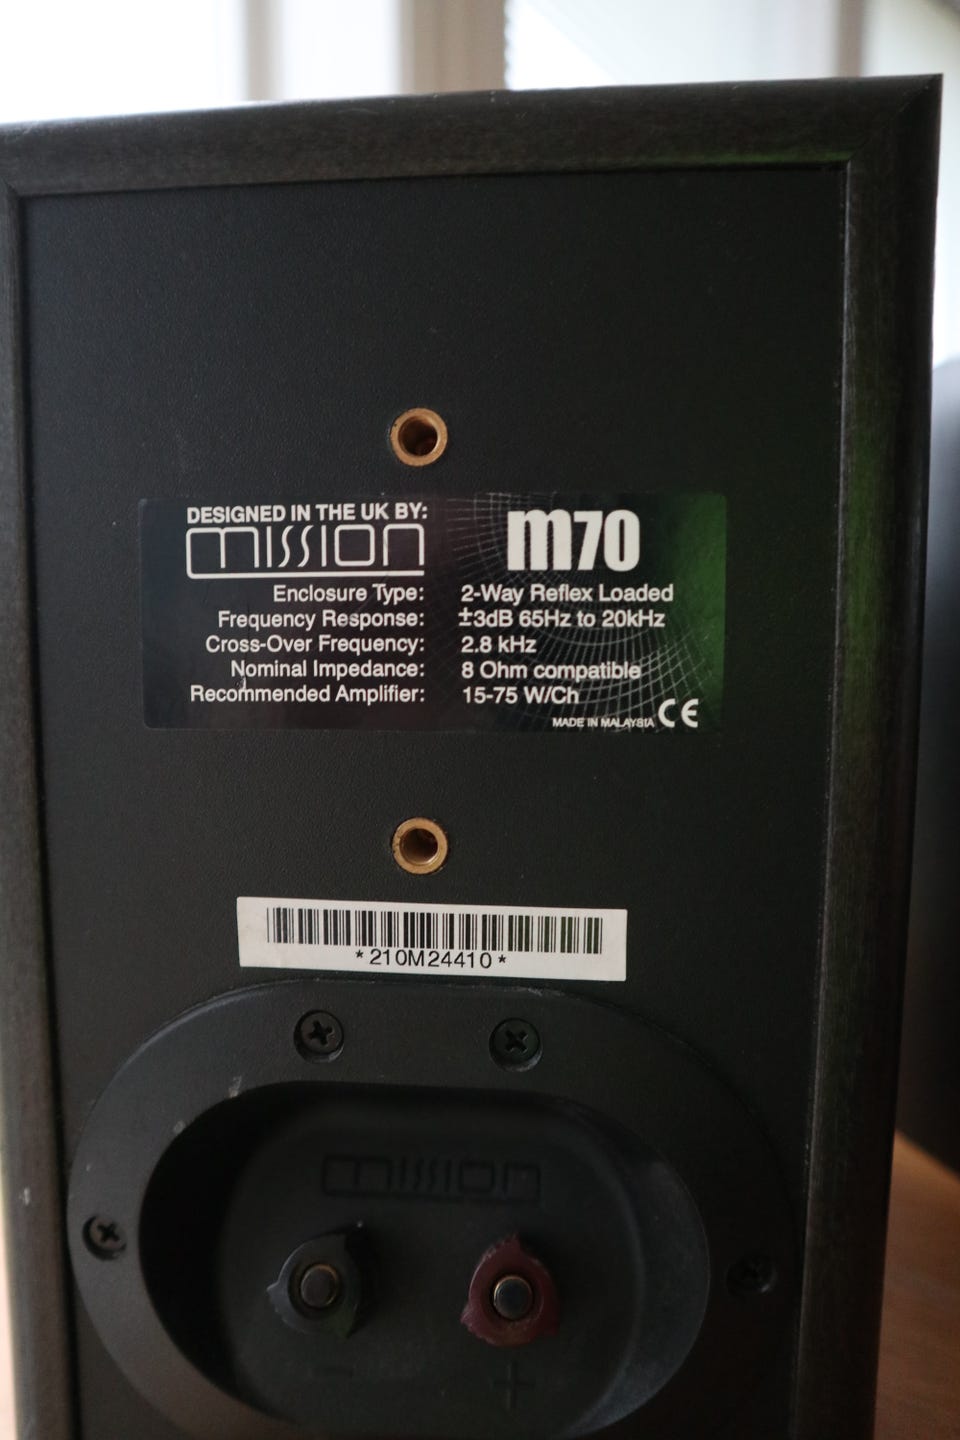 DESIGNED IN THE UK BY:
mission
m70
Enclosure Type: 2-Way Reflex Loaded
Frequency Response: ±3dB 65Hz to 20kHz
Cross-Over Frequency: 2.8 kHz
Nominal Impedance: 8 Ohm compatible
Recommended Amplifier: 15-75 W/Ch
MADE IN MALAYSIA CE
*210M24410*
mission
- +